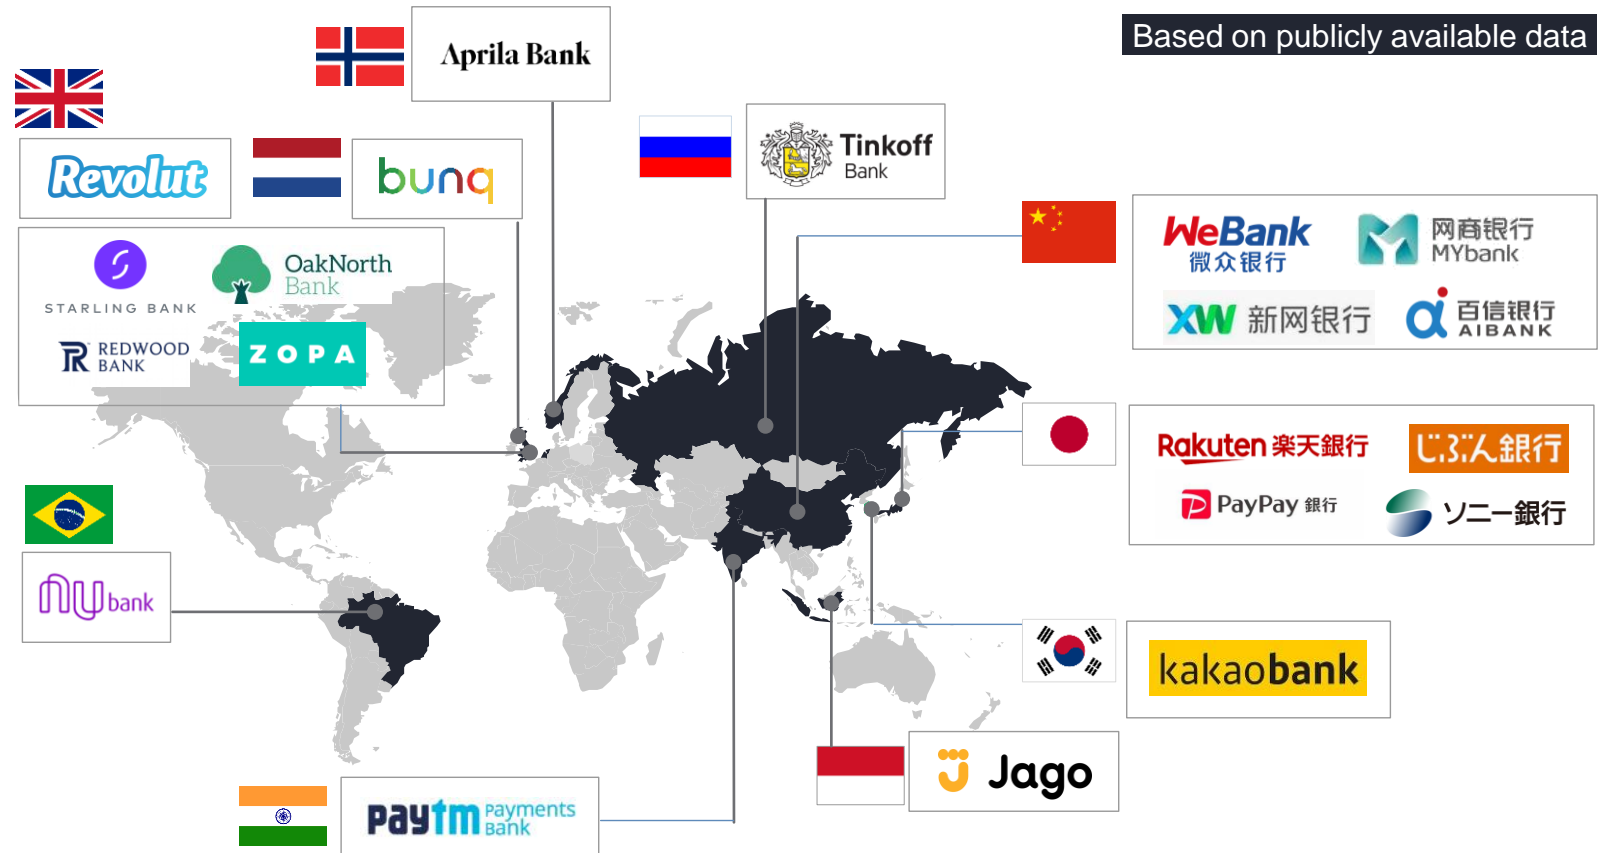 Based on publicly available data
Aprila Bank
Revolut
bunq
Tinkoff
Bank
STARLING BANK
OakNorth
Bank
REDWOOD
BANK
ZOPA
WeBank
微众银行
网商银行
MYbank
XW 新网银行
百信银行
AIBANK
Rakuten 楽天銀行
じぶん銀行
PayPay 銀行
ソニー銀行
nu bank
kakaobank
Jago
paytm Payments
Bank